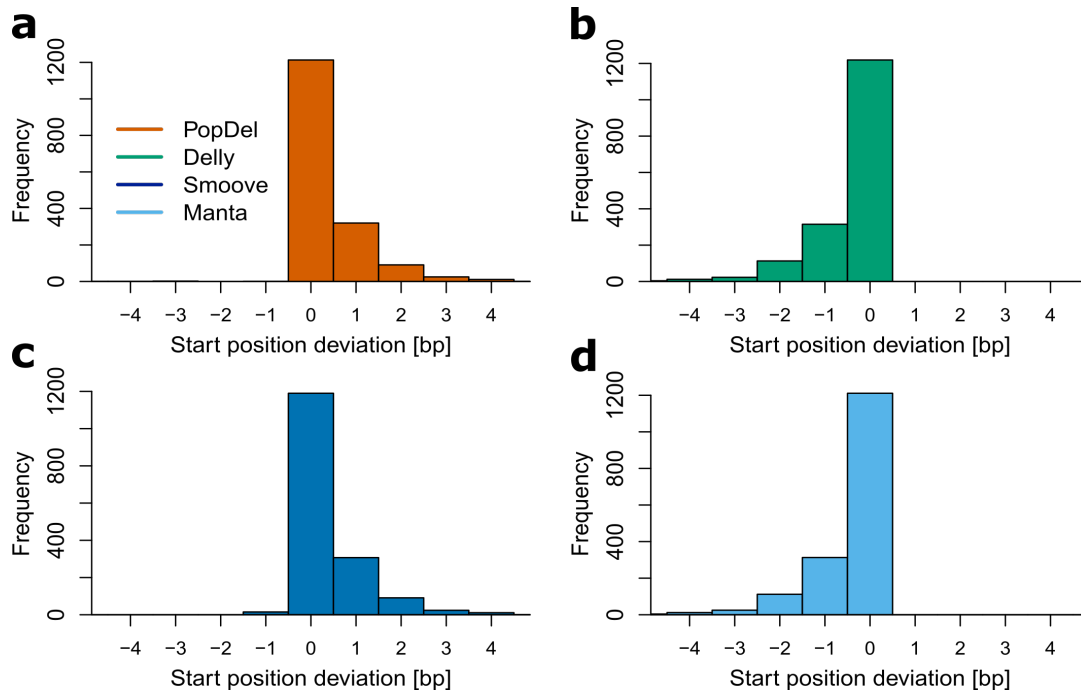 a
Frequency
0 400 800 1200
PopDel
Delly
Smoove
Manta
−4 −3 −2 −1 0 1 2 3 4
Start position deviation [bp]
b
Frequency
0 400 800 1200
−4 −3 −2 −1 0 1 2 3 4
Start position deviation [bp]
c
Frequency
0 400 800 1200
−4 −3 −2 −1 0 1 2 3 4
Start position deviation [bp]
d
Frequency
0 400 800 1200
−4 −3 −2 −1 0 1 2 3 4
Start position deviation [bp]